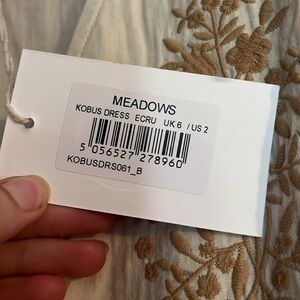 MEADOWS
KOBUS DRESS ECRU UK 6 / US 2
5 056527 278960
KOBUSDRS061_B